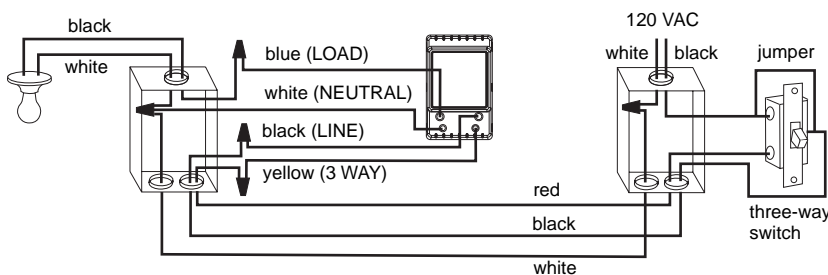 120 VAC
black
white
black
jumper
blue (LOAD)
white
white (NEUTRAL)
black (LINE)
yellow (3 WAY)
red
black
white
three-way
switch